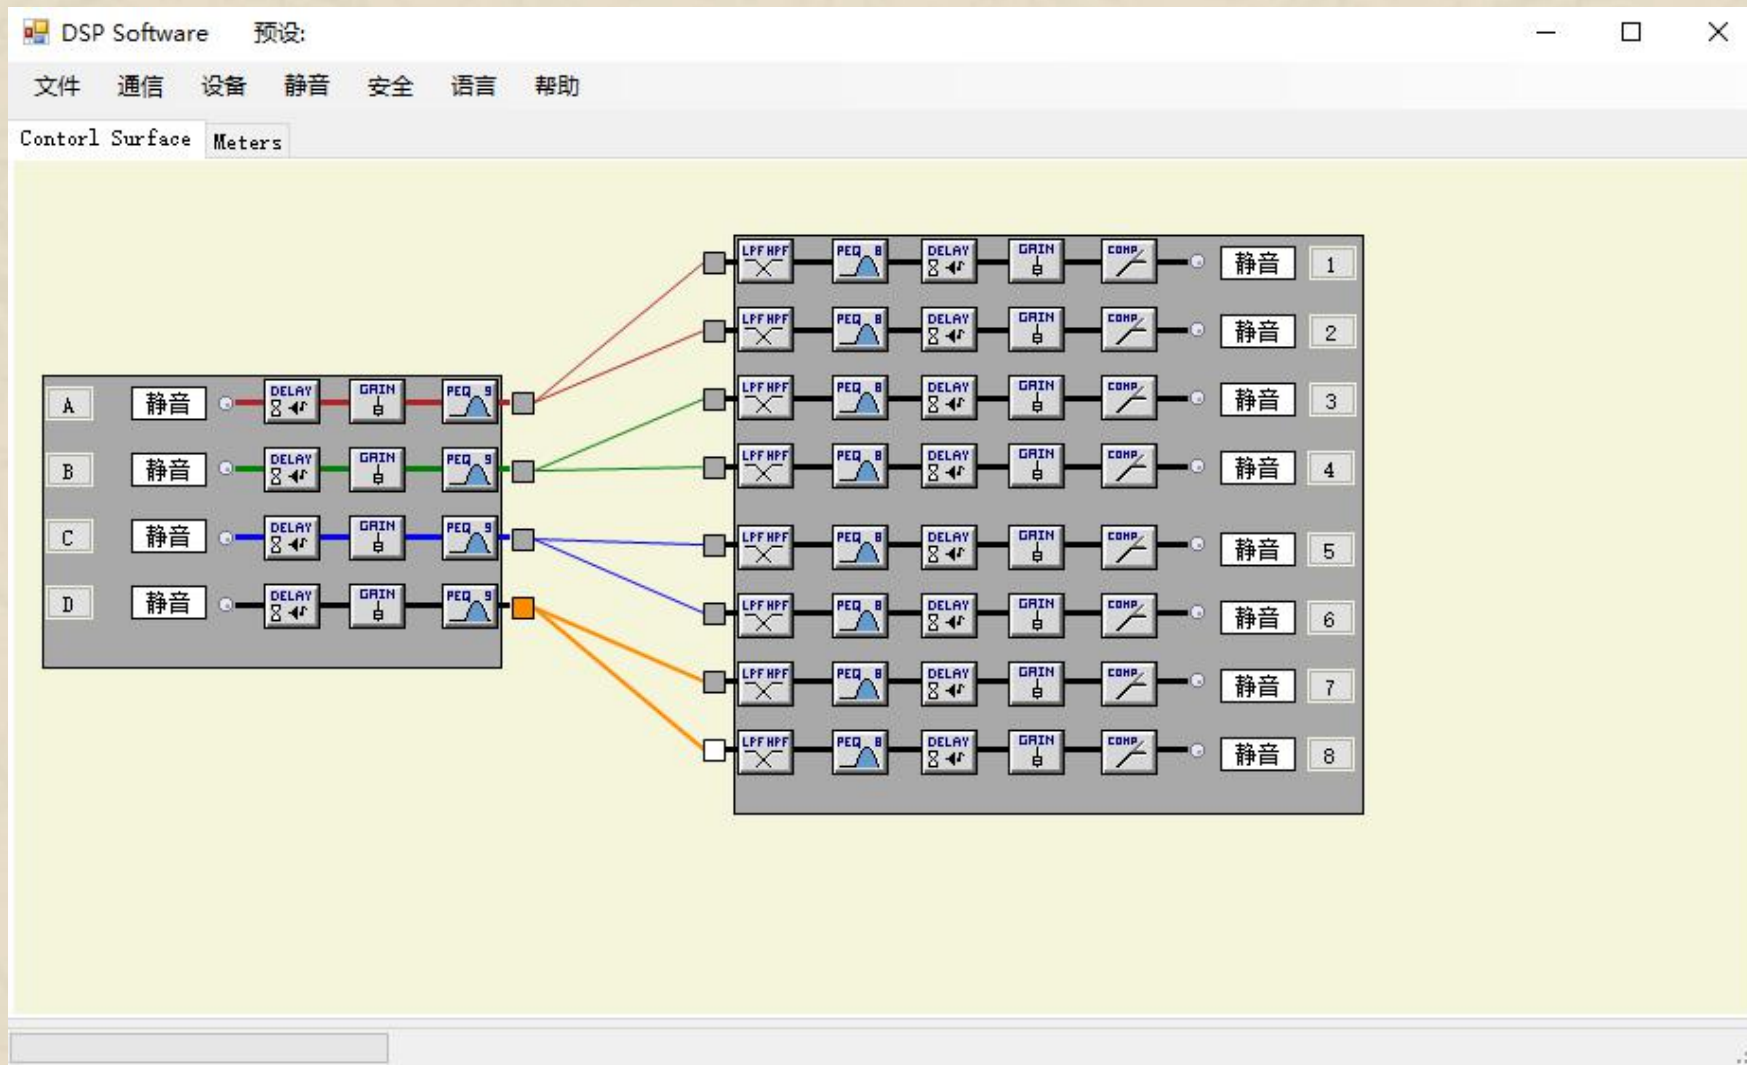 DSP Software 预设:
文件 通信 设备 静音 安全 语言 帮助
Contorl Surface Meters
LPF HPF PEQ 8 DELAY GAIN COMP 静音 1
LPF HPF PEQ 8 DELAY GAIN COMP 静音 2
A 静音 DELAY GAIN PEQ 9 LPF HPF PEQ 8 DELAY GAIN COMP 静音 3
B 静音 DELAY GAIN PEQ 9 LPF HPF PEQ 8 DELAY GAIN COMP 静音 4
C 静音 DELAY GAIN PEQ 9 LPF HPF PEQ 8 DELAY GAIN COMP 静音 5
D 静音 DELAY GAIN PEQ 9 LPF HPF PEQ 8 DELAY GAIN COMP 静音 6
LPF HPF PEQ 8 DELAY GAIN COMP 静音 7
LPF HPF PEQ 8 DELAY GAIN COMP 静音 8